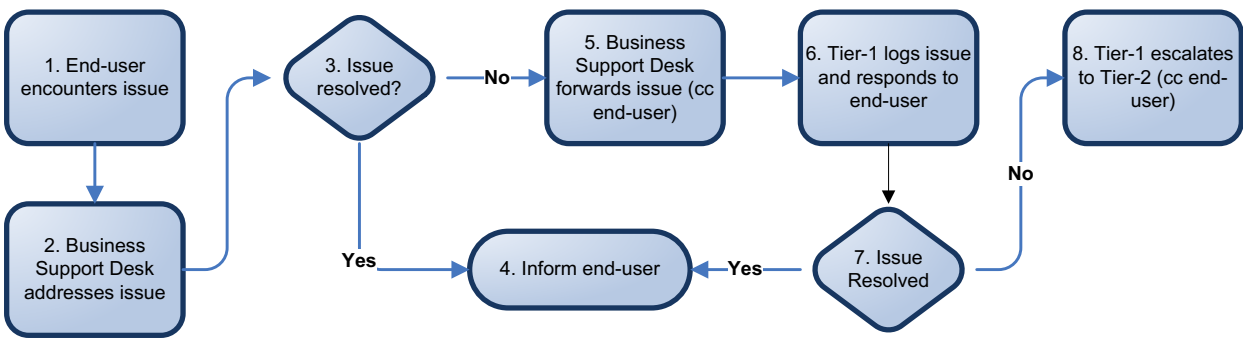 1. End-user
encounters issue
2. Business
Support Desk
addresses issue
3. Issue
resolved?
Yes
No
4. Inform end-user
5. Business
Support Desk
forwards issue (cc
end-user)
6. Tier-1 logs issue
and responds to
end-user
7. Issue
Resolved
Yes
No
8. Tier-1 escalates
to Tier-2 (cc end-
user)